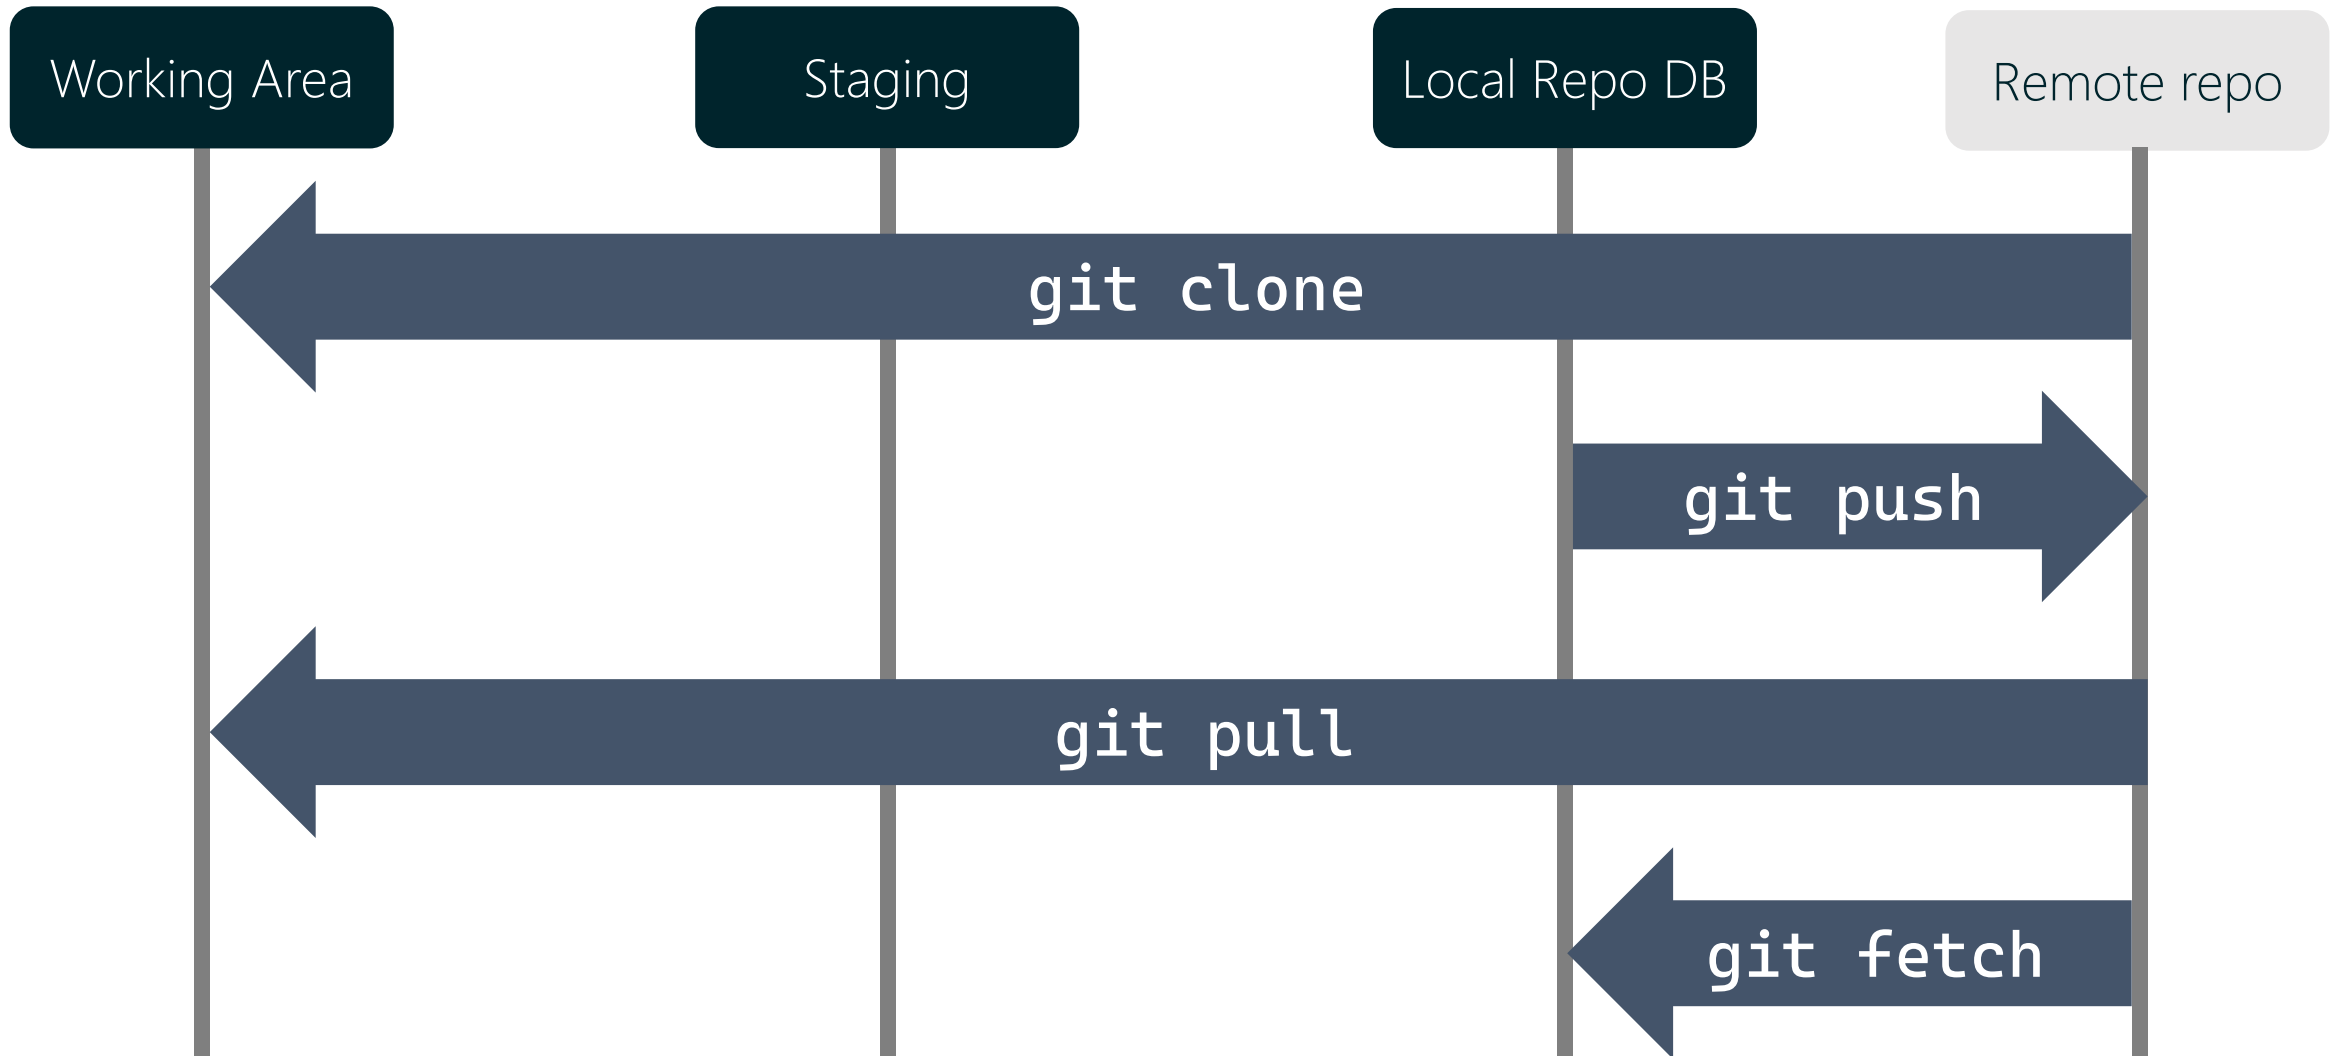 Working Area
Staging
Local Repo DB
Remote repo
git clone
git push
git pull
git fetch